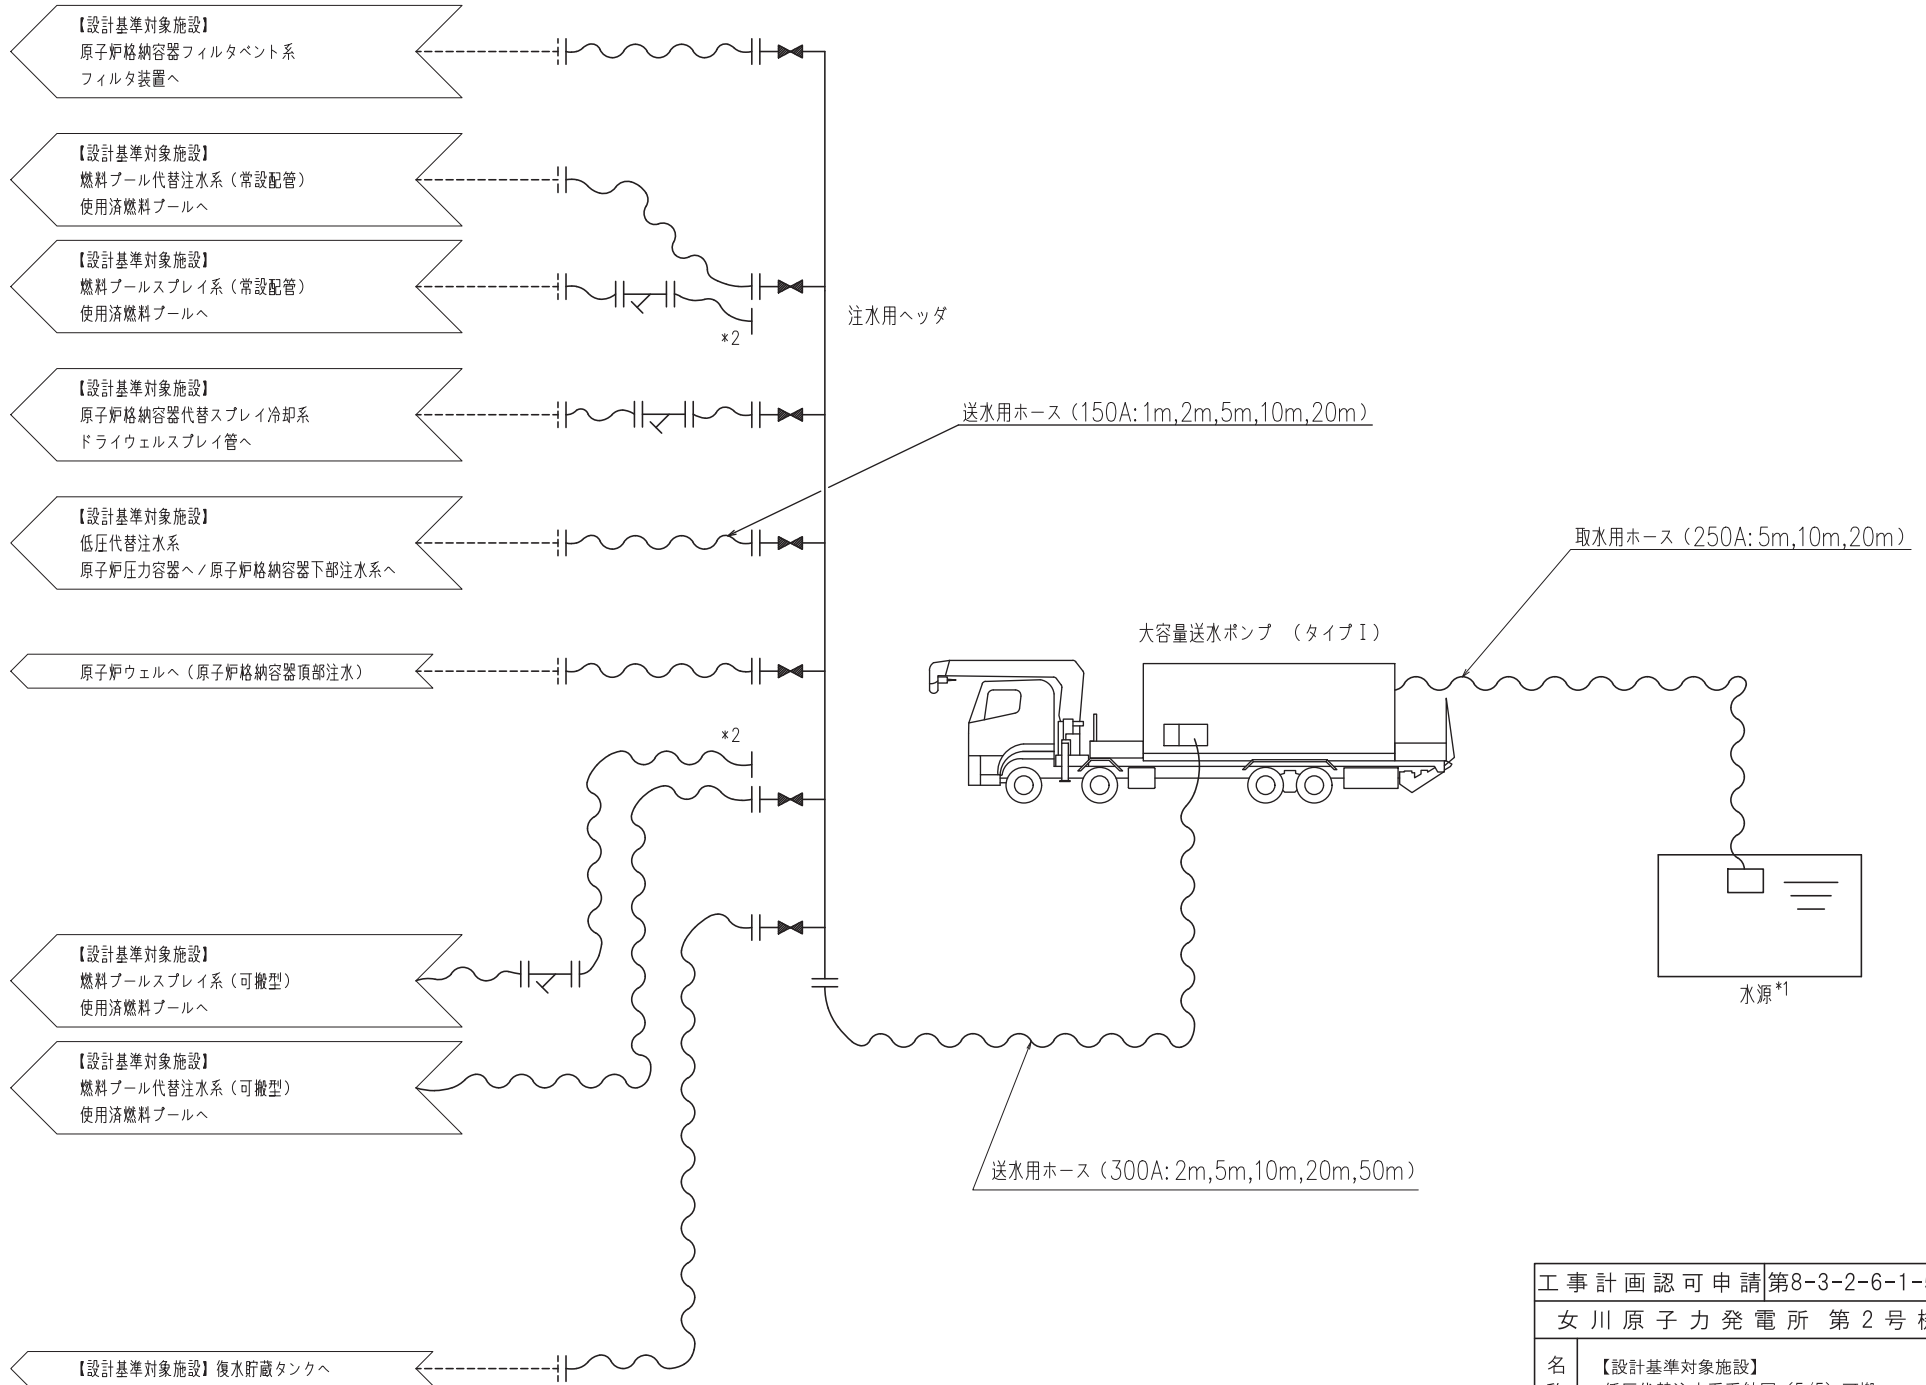 【設計基準対象施設】
原子炉格納容器フィルタベント系
フィルタ装置へ
【設計基準対象施設】
燃料プール代替注水系（常設配管）
使用済燃料プールへ
【設計基準対象施設】
燃料プールスプレイ系（常設配管）
使用済燃料プールへ
*2
注水用ヘッダ
【設計基準対象施設】
原子炉格納容器代替スプレイ冷却系
ドライウェルスプレイ管へ
送水用ホース（150A:1m,2m,5m,10m,20m）
【設計基準対象施設】
低圧代替注水系
原子炉圧力容器へ／原子炉格納容器下部注水系へ
取水用ホース（250A:5m,10m,20m）
大容量送水ポンプ　（タイプⅠ）
原子炉ウェルへ（原子炉格納容器頂部注水）
*2
【設計基準対象施設】
燃料プールスプレイ系（可搬型）
使用済燃料プールへ
水源*1
【設計基準対象施設】
燃料プール代替注水系（可搬型）
使用済燃料プールへ
送水用ホース（300A:2m,5m,10m,20m,50m）
【設計基準対象施設】復水貯蔵タンクへ
工事計画認可申請 第8-3-2-6-1-
女川原子力発電所 第2号
名
【設計基準対象施設】